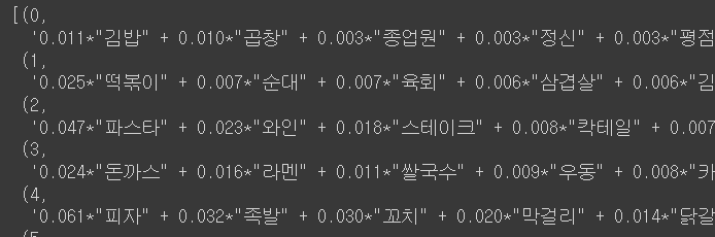 [(0,
'0.011*"김밥" + 0.010*"곱창" + 0.003*"종업원" + 0.003*"정신" + 0.003*"평점
(1,
'0.025*"떡볶이" + 0.007*"순대" + 0.007*"육회" + 0.006*"삼겹살" + 0.006*"김
(2,
'0.047*"파스타" + 0.023*"와인" + 0.018*"스테이크" + 0.008*"칵테일" + 0.007
(3,
'0.024*"돈까스" + 0.016*"라멘" + 0.011*"쌀국수" + 0.009*"우동" + 0.008*"카
(4,
'0.061*"피자" + 0.032*"족발" + 0.030*"꼬치" + 0.020*"막걸리" + 0.014*"닭갈
(5